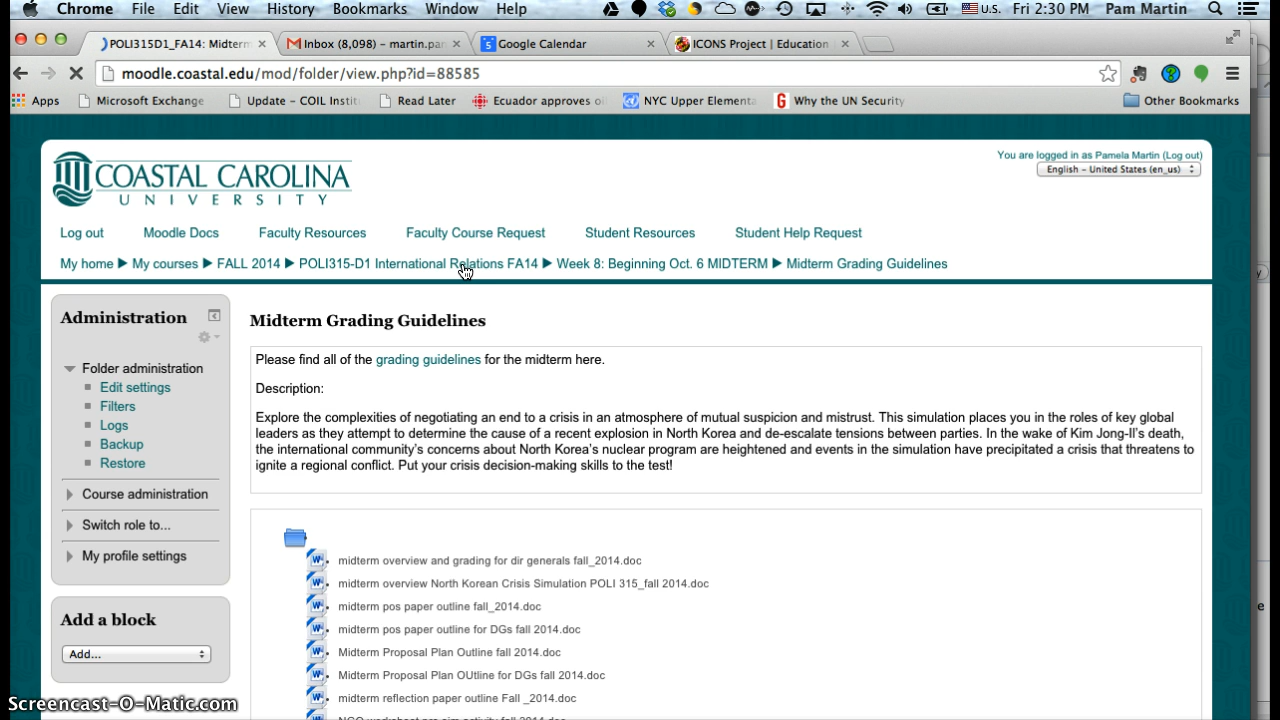 Chrome File Edit View History Bookmarks Window Help U.S. Fri 2:30 PM Pam Martin
POLI315D1_FA14: Midterm Inbox (8,098) – martin.pa Google Calendar ICONS Project | Education
moodle.coastal.edu/mod/folder/view.php?id=88585
Apps Microsoft Exchange Update – COIL Instit Read Later Ecuador approves o NYC Upper Elementa Why the UN Security Other Bookmarks
You are logged in as Pamela Martin (Log out)
English – United States (en_us)
COASTAL CAROLINA
UNIVERSITY
Log out Moodle Docs Faculty Resources Faculty Course Request Student Resources Student Help Request
My home ▶ My courses ▶ FALL 2014 ▶ POLI315-D1 International Relations FA14 ▶ Week 8: Beginning Oct. 6 MIDTERM ▶ Midterm Grading Guidelines
Administration
Folder administration
Edit settings
Filters
Logs
Backup
Restore
Course administration
Switch role to...
My profile settings
Add a block
Add...
Midterm Grading Guidelines
Please find all of the grading guidelines for the midterm here.
Description:
Explore the complexities of negotiating an end to a crisis in an atmosphere of mutual suspicion and mistrust. This simulation places you in the roles of key global
leaders as they attempt to determine the cause of a recent explosion in North Korea and de-escalate tensions between parties. In the wake of Kim Jong-Il's death,
the international community's concerns about North Korea's nuclear program are heightened and events in the simulation have precipitated a crisis that threatens to
ignite a regional conflict. Put your crisis decision-making skills to the test!
midterm overview and grading for dir generals fall_2014.doc
midterm overview North Korean Crisis Simulation POLI 315_fall 2014.doc
midterm pos paper outline fall_2014.doc
midterm pos paper outline for DGs fall 2014.doc
Midterm Proposal Plan Outline fall 2014.doc
Midterm Proposal Plan OUtline for DGs fall 2014.doc
midterm reflection paper outline Fall _2014.doc
Screencast-O-Matic.com